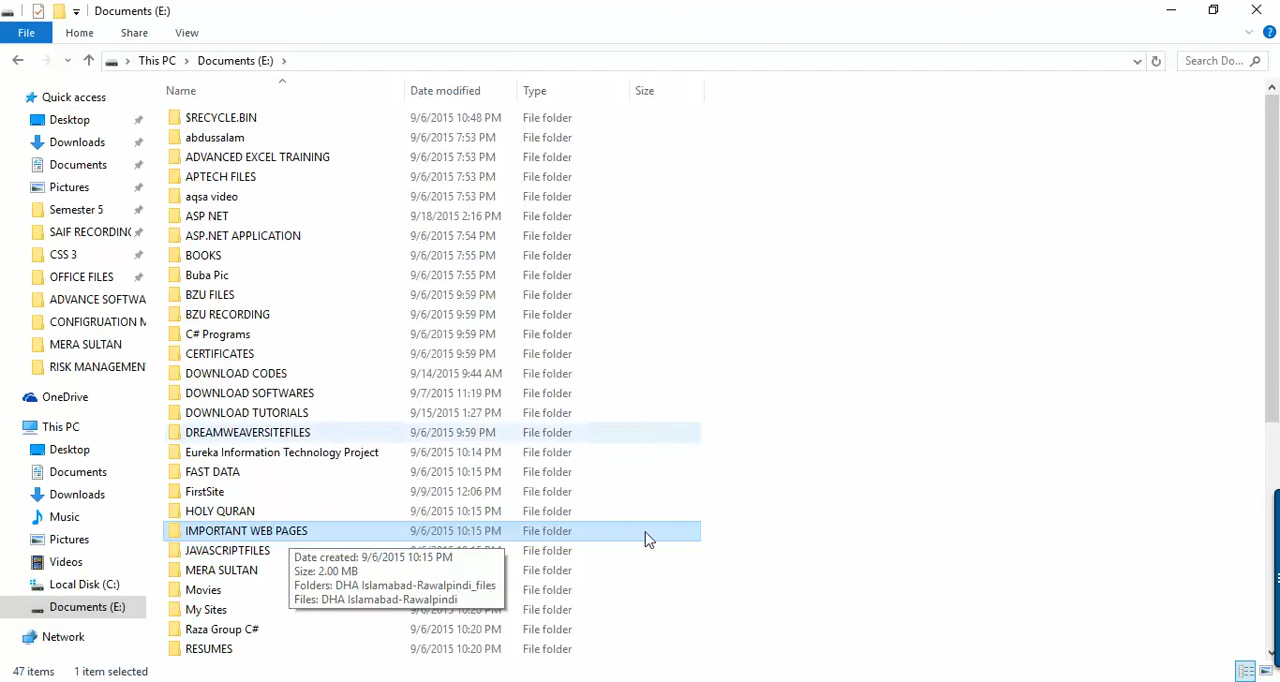 Documents (E:)
File Home Share View
This PC › Documents (E:) › Search Do...
Name Date modified Type Size
Quick access
Desktop
Downloads
Documents
Pictures
Semester 5
SAIF RECORDING
CSS 3
OFFICE FILES
ADVANCE SOFTWA
CONFIGRUATION M
MERA SULTAN
RISK MANAGEMEN
OneDrive
This PC
Desktop
Documents
Downloads
Music
Pictures
Videos
Local Disk (C:)
Documents (E:)
Network
$RECYCLE.BIN 9/6/2015 10:48 PM File folder
abdussalam 9/6/2015 7:53 PM File folder
ADVANCED EXCEL TRAINING 9/6/2015 7:53 PM File folder
APTECH FILES 9/6/2015 7:53 PM File folder
aqsa video 9/6/2015 7:53 PM File folder
ASP NET 9/18/2015 2:16 PM File folder
ASP.NET APPLICATION 9/6/2015 7:54 PM File folder
BOOKS 9/6/2015 7:55 PM File folder
Buba Pic 9/6/2015 7:55 PM File folder
BZU FILES 9/6/2015 9:59 PM File folder
BZU RECORDING 9/6/2015 9:59 PM File folder
C# Programs 9/6/2015 9:59 PM File folder
CERTIFICATES 9/6/2015 9:59 PM File folder
DOWNLOAD CODES 9/14/2015 9:44 AM File folder
DOWNLOAD SOFTWARES 9/7/2015 11:19 PM File folder
DOWNLOAD TUTORIALS 9/15/2015 1:27 PM File folder
DREAMWEAVERSITEFILES 9/6/2015 9:59 PM File folder
Eureka Information Technology Project 9/6/2015 10:14 PM File folder
FAST DATA 9/6/2015 10:15 PM File folder
FirstSite 9/9/2015 12:06 PM File folder
HOLY QURAN 9/6/2015 10:15 PM File folder
IMPORTANT WEB PAGES 9/6/2015 10:15 PM File folder
JAVASCRIPTFILES File folder
MERA SULTAN File folder
Movies File folder
My Sites 9/6/2015 10:20 PM File folder
Raza Group C# 9/6/2015 10:20 PM File folder
RESUMES 9/6/2015 10:20 PM File folder
Date created: 9/6/2015 10:15 PM
Size: 2.00 MB
Folders: DHA Islamabad-Rawalpindi_files
Files: DHA Islamabad-Rawalpindi
47 items 1 item selected